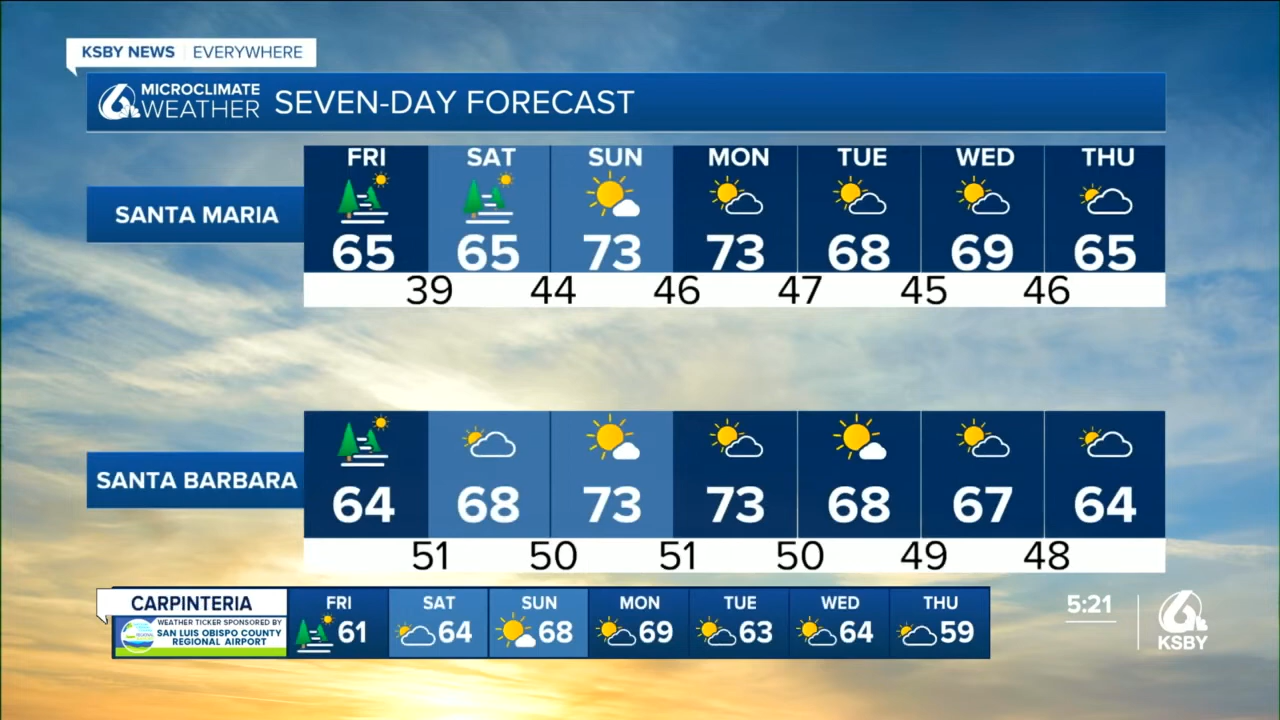 KSBY NEWS EVERYWHERE
6 MICROCLIMATE WEATHER SEVEN-DAY FORECAST
FRI SAT SUN MON TUE WED THU
SANTA MARIA
65 65 73 73 68 69 65
39 44 46 47 45 46
SANTA BARBARA
64 68 73 73 68 67 64
51 50 51 50 49 48
CARPINTERIA
WEATHER TICKER SPONSORED BY
SAN LUIS OBISPO COUNTY
REGIONAL AIRPORT
FRI SAT SUN MON TUE WED THU
61 64 68 69 63 64 59
5:21
6
KSBY